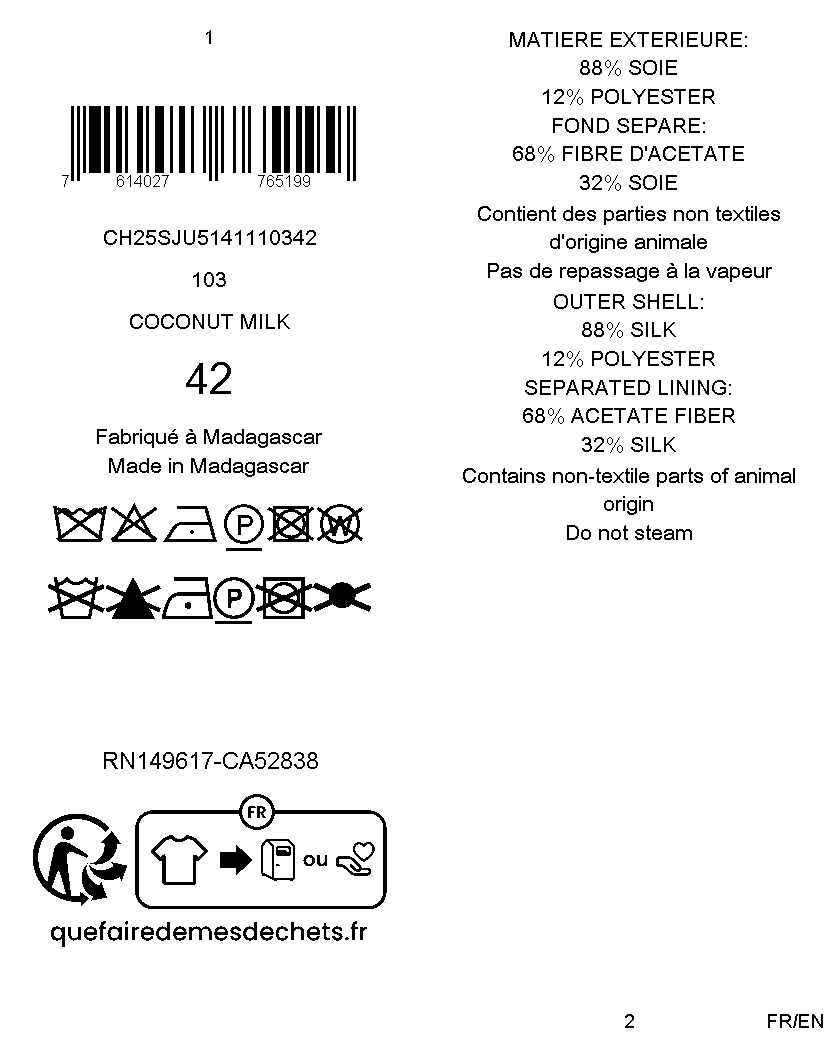 1
7 614027 765199
CH25SJU5141110342
103
COCONUT MILK
42
Fabriqué à Madagascar
Made in Madagascar
P W
P
RN149617-CA52838
FR
ou
quefairedemesdechets.fr
MATIERE EXTERIEURE:
88% SOIE
12% POLYESTER
FOND SEPARE:
68% FIBRE D'ACETATE
32% SOIE
Contient des parties non textiles
d'origine animale
Pas de repassage à la vapeur
OUTER SHELL:
88% SILK
12% POLYESTER
SEPARATED LINING:
68% ACETATE FIBER
32% SILK
Contains non-textile parts of animal
origin
Do not steam
2
FR/EN